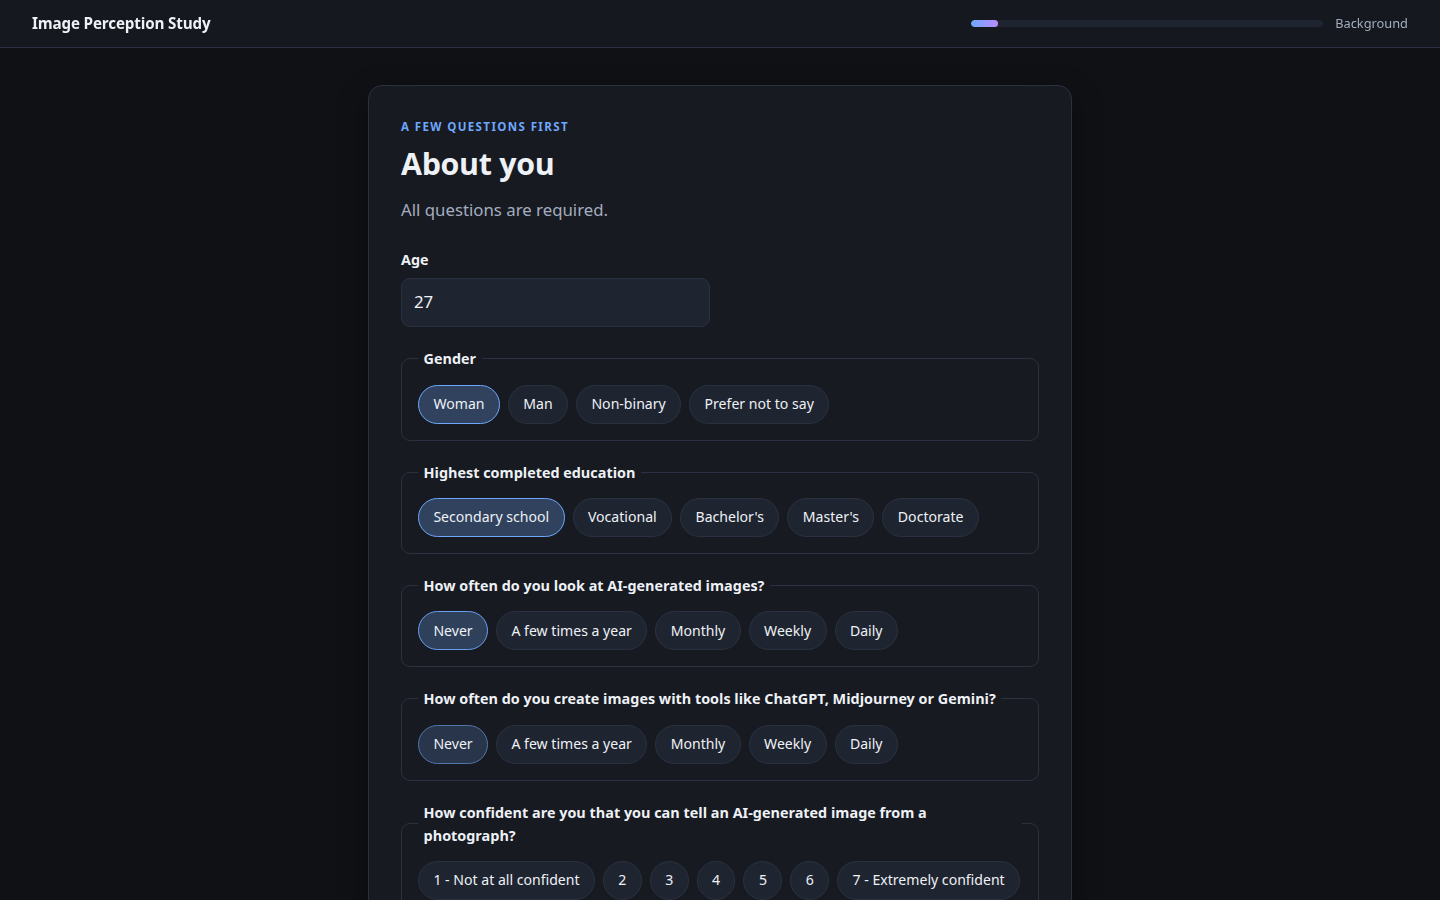 Image Perception Study
Background
A FEW QUESTIONS FIRST
About you
All questions are required.
Age
27
Gender
Woman Man Non-binary Prefer not to say
Highest completed education
Secondary school Vocational Bachelor's Master's Doctorate
How often do you look at AI-generated images?
Never A few times a year Monthly Weekly Daily
How often do you create images with tools like ChatGPT, Midjourney or Gemini?
Never A few times a year Monthly Weekly Daily
How confident are you that you can tell an AI-generated image from a
photograph?
1 - Not at all confident 2 3 4 5 6 7 - Extremely confident